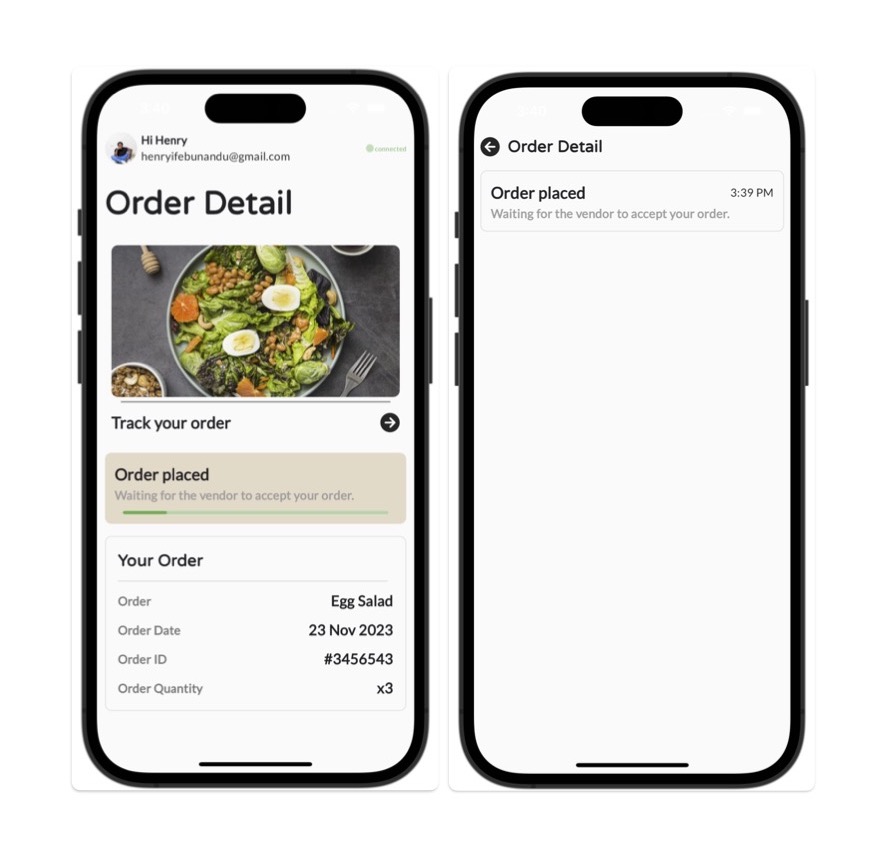 Hi Henry
henryifebunandu@gmail.com
connected
Order Detail
Track your order
Order placed
Waiting for the vendor to accept your order.
Your Order
Order Egg Salad
Order Date 23 Nov 2023
Order ID #3456543
Order Quantity x3
Order Detail
Order placed 3:39 PM
Waiting for the vendor to accept your order.